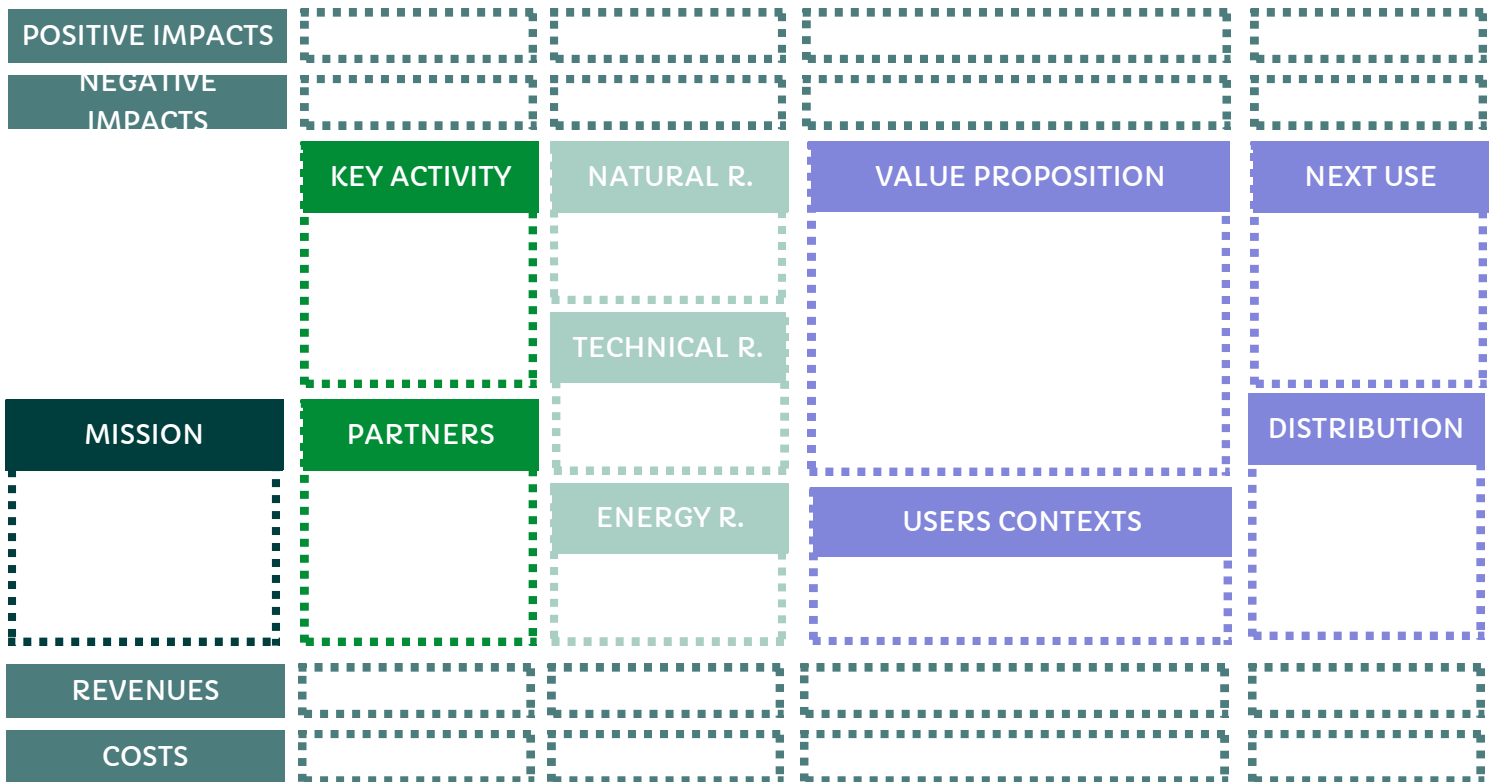 POSITIVE IMPACTS
NEGATIVE
IMPACTS
KEY ACTIVITY
NATURAL R.
VALUE PROPOSITION
NEXT USE
TECHNICAL R.
MISSION
PARTNERS
DISTRIBUTION
ENERGY R.
USERS CONTEXTS
REVENUES
COSTS